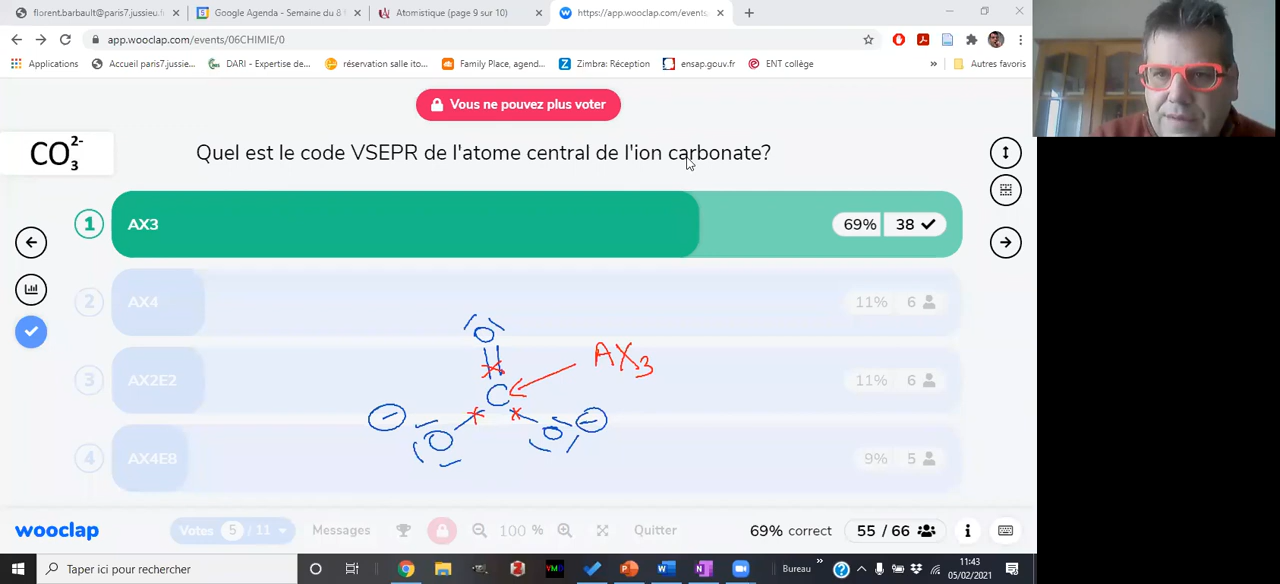 florent.barbault@paris7.jussieu.
Google Agenda - Semaine du 8
Atomistique (page 9 sur 10)
https://app.wooclap.com/events,
app.wooclap.com/events/06CHIMIE/0
Applications
Accueil paris7.jussie...
DARI - Expertise de...
réservation salle ito...
Family Place, agend...
Zimbra: Réception
ensap.gouv.fr
ENT collège
»
Autres favoris
Vous ne pouvez plus voter
CO3 2-
Quel est le code VSEPR de l'atome central de l'ion carbonate?
1 AX3 69% 38
2 AX4 11% 6
3 AX2E2 11% 6
4 AX4E8 9% 5
O
C
AX3
O
O
wooclap
Votes 5 / 11
Messages
100 %
Quitter
69% correct
55 / 66
Taper ici pour rechercher
YMO
Bureau »
11:43
05/02/2021